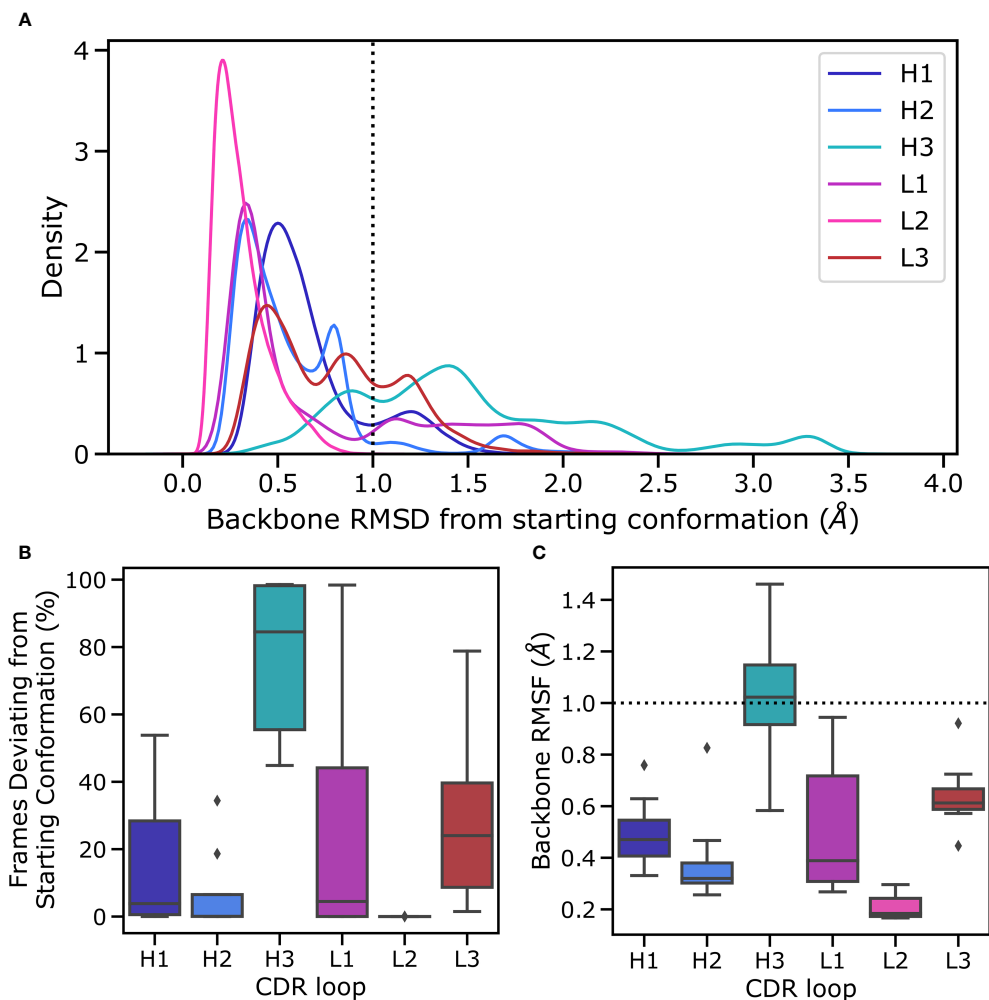 A
4
3
2
1
0
Density
H1
H2
H3
L1
L2
L3
0.0 0.5 1.0 1.5 2.0 2.5 3.0 3.5 4.0
Backbone RMSD from starting conformation (Å)
B
Frames Deviating from
Starting Conformation (%)
100
80
60
40
20
0
H1 H2 H3 L1 L2 L3
CDR loop
C
Backbone RMSF (Å)
1.4
1.2
1.0
0.8
0.6
0.4
0.2
H1 H2 H3 L1 L2 L3
CDR loop